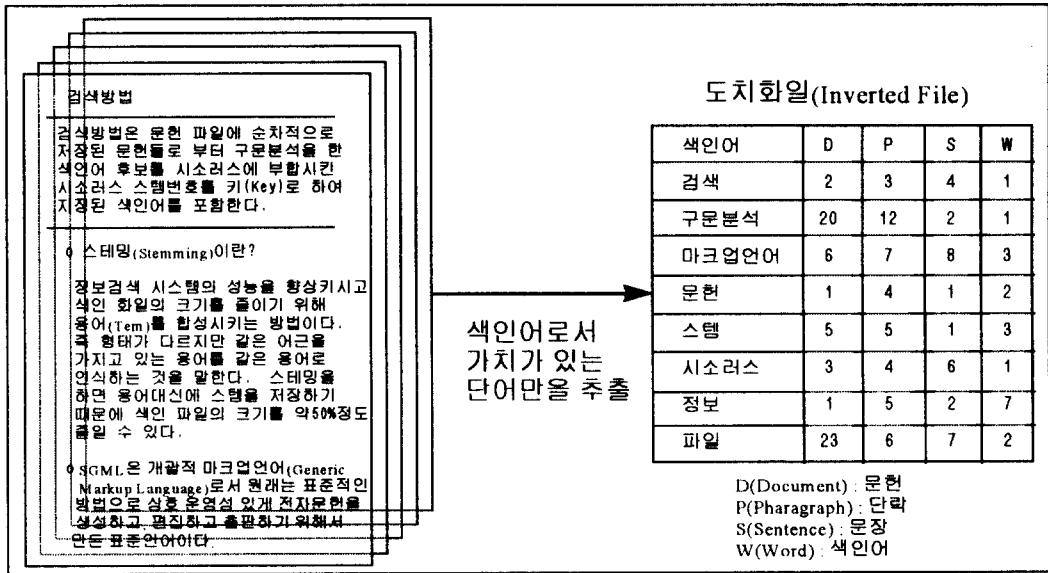 검색방법
검색방법은 문헌 파일에 순차적으로
저장된 문헌들로 부터 구문분석을 한
색인어 후보를 시소러스에 부합시킨
시소러스 스템번호를 키(Key)로 하여
저장된 색인어를 포함한다.
스테밍(Stemming)이란?
정보검색 시스템의 성능을 향상키시고
색인 화일의 크기를 줄이기 위해
용어(Tem)를 합성시키는 방법이다.
즉 형태가 다르지만 같은 어근을
가지고 있는 용어를 같은 용어로
인식하는 것을 말한다. 스테밍을
하면 용어대신에 스템을 저장하기
때문에 색인 파일의 크기를 약50%정도
줄일 수 있다.
SGML은 개괄적 마크업언어(Generic
Markup Language)로서 원래는 표준적인
방법으로 상호 운영성 있게 전자문헌을
생성하고, 편집하고 출판하기 위해서
만든 표준언어이다.
색인어로서
가치가 있는
단어만을 추출
도치화일(Inverted File)
색인어 D P S W
검색 2 3 4 1
구문분석 20 12 2 1
마크업언어 6 7 8 3
문헌 1 4 1 2
스템 5 5 1 3
시소러스 3 4 6 1
정보 1 5 2 7
파일 23 6 7 2
D(Document) : 문헌
P(Pharagraph) : 단락
S(Sentence) : 문장
W(Word) : 색인어